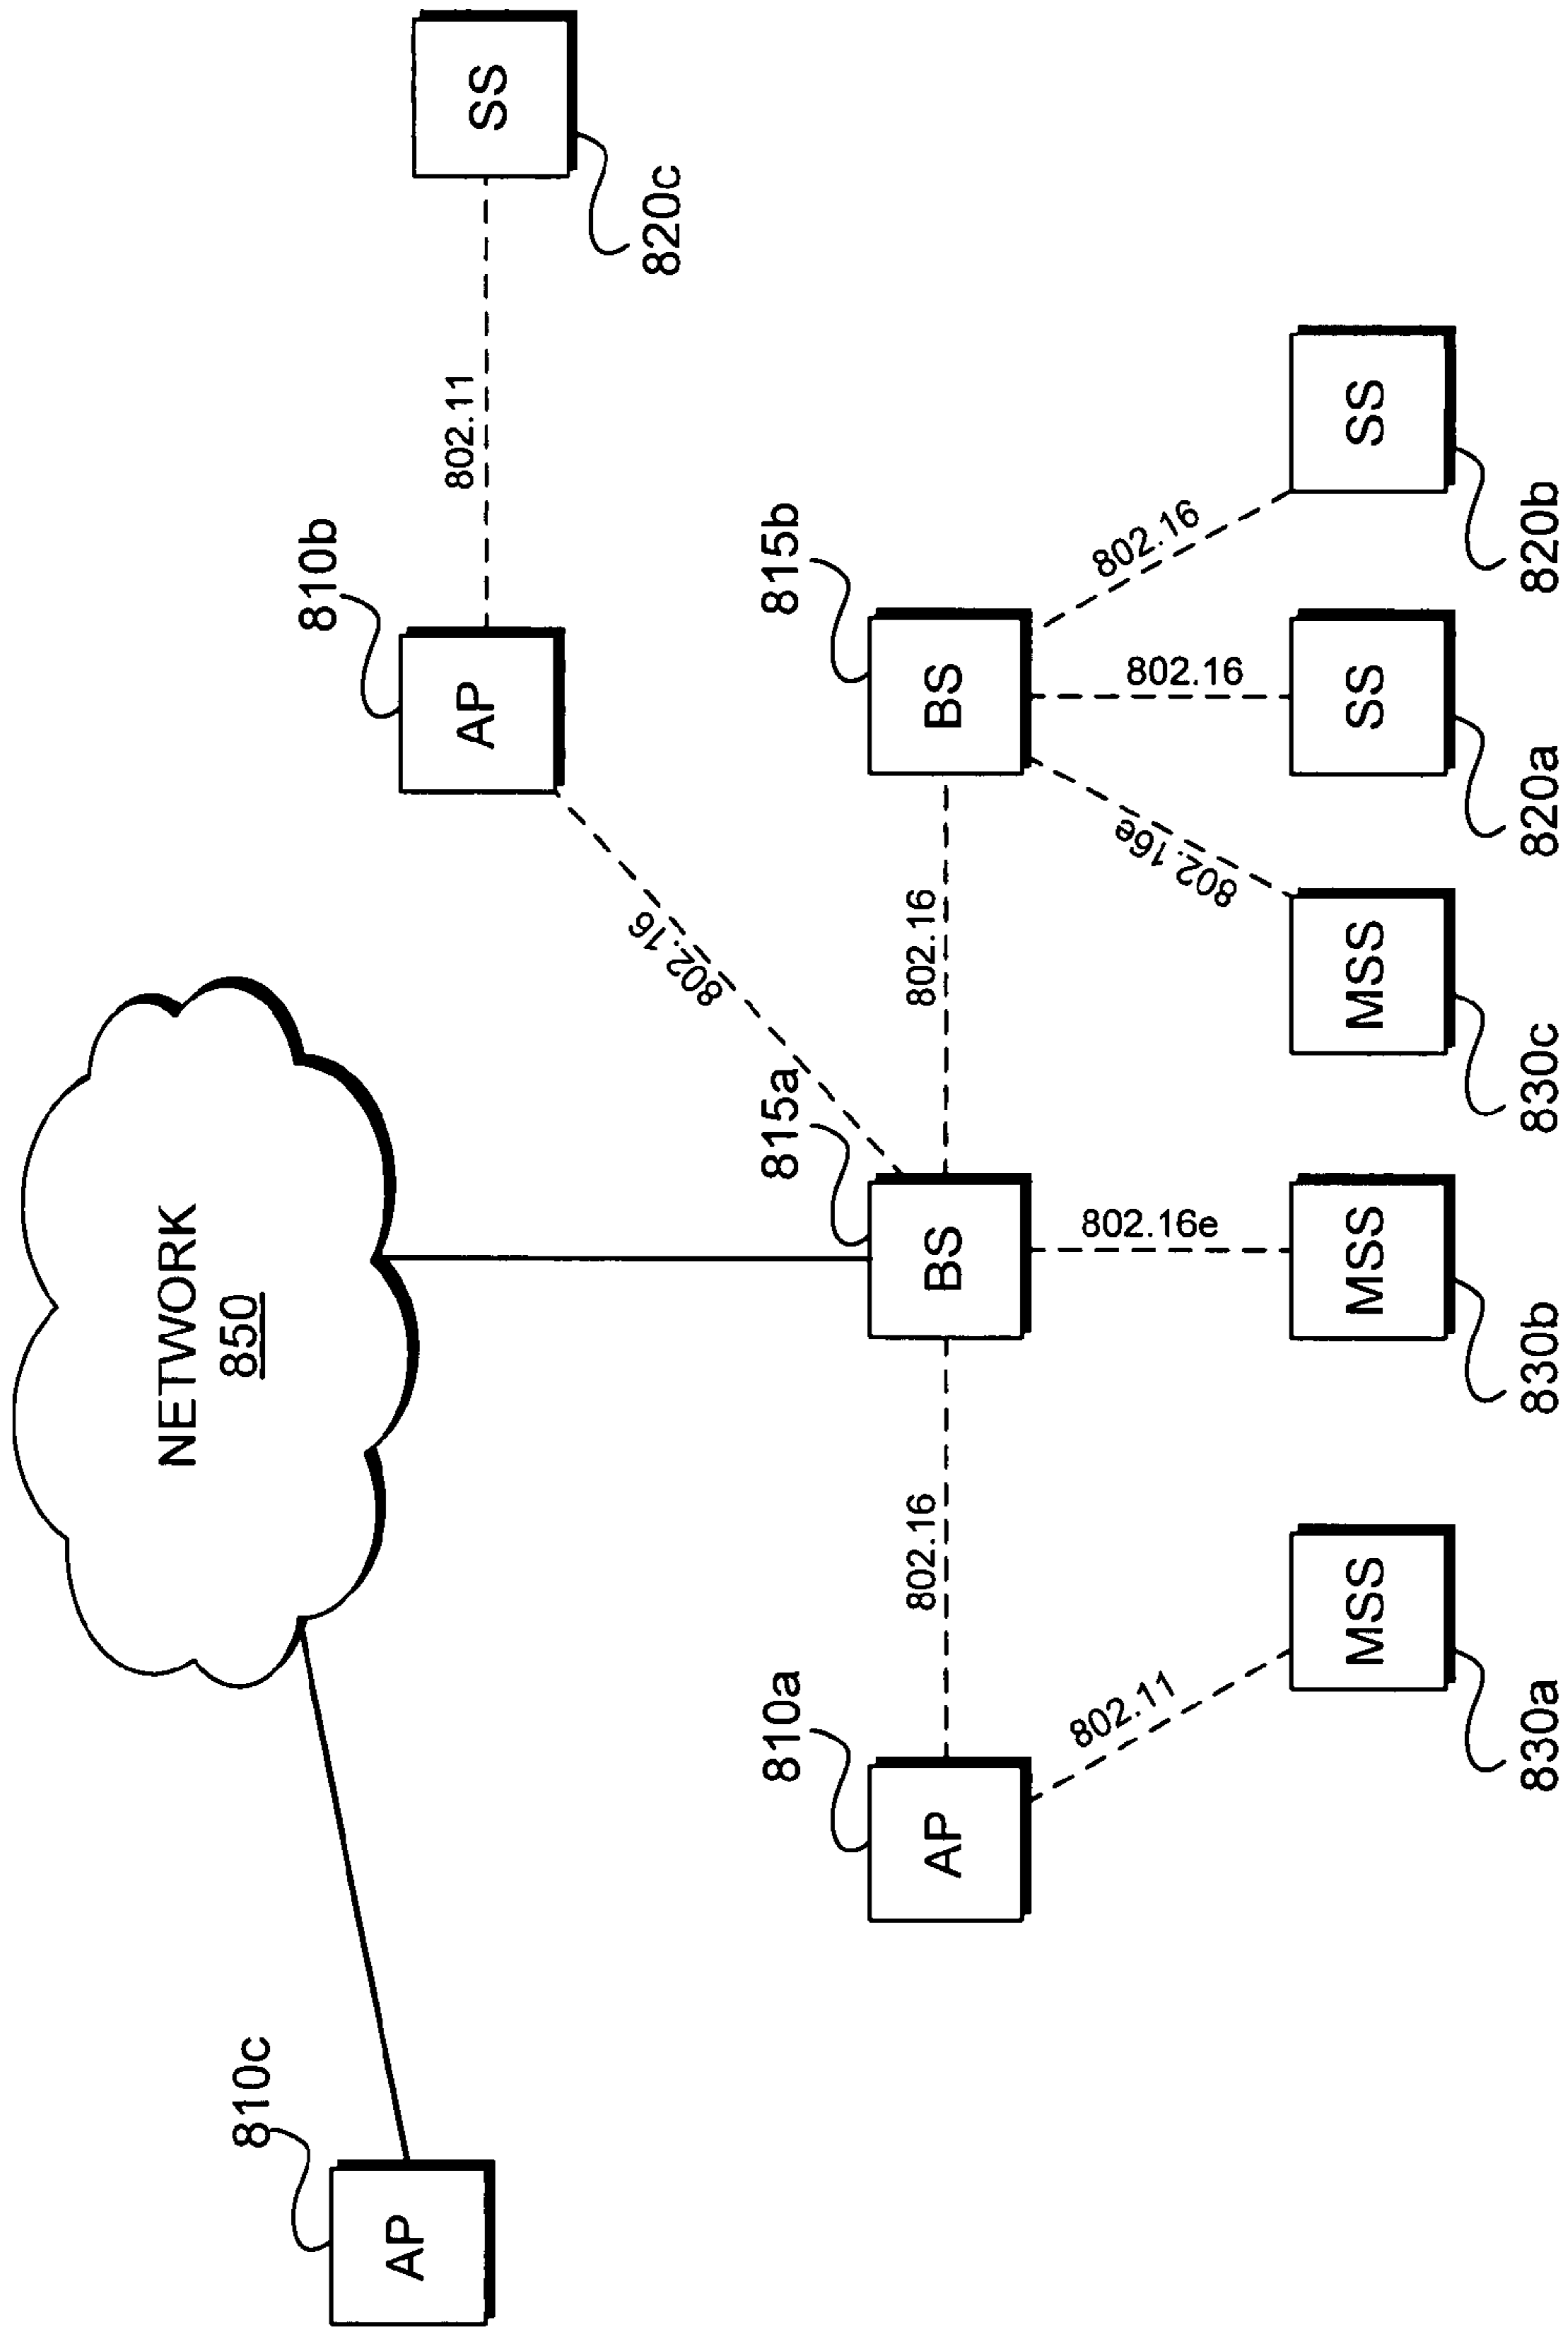 810c
AP
NETWORK
850
810b
AP
802.11
SS
820c
802.16
810a
AP
802.16
815a
BS
802.16
815b
BS
802.11
802.16e
802.16e
802.16
802.16
MSS
830a
MSS
830b
MSS
830c
SS
820a
SS
820b